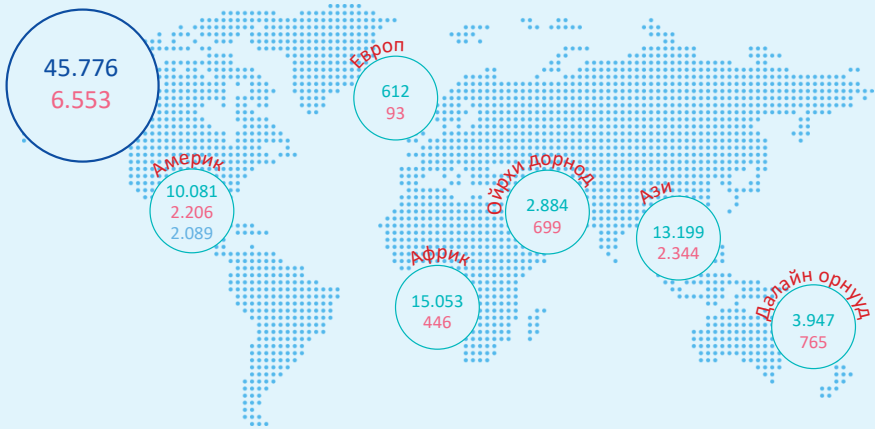 45.776
6.553
Европ
612
93
Америк
10.081
2.206
2.089
Ойрхи дорнод
2.884
699
Ази
13.199
2.344
Африк
15.053
446
Далайн орнууд
3.947
765